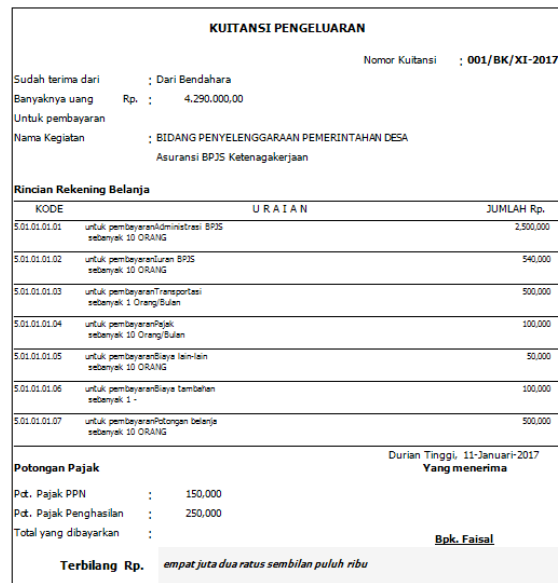 KUITANSI PENGELUARAN
Nomor Kuitansi : 001/BK/XI-2017
Sudah terima dari : Dari Bendahara
Banyaknya uang Rp. : 4.290.000,00
Untuk pembayaran
Nama Kegiatan : BIDANG PENYELENGGARAAN PEMERINTAHAN DESA
Asuransi BPJS Ketenagakerjaan
Rincian Rekening Belanja
KODE U R A I A N JUMLAH Rp.
5.01.01.01.01 untuk pembayaranAdministrasi BPJS 2,500,000
sebanyak 10 ORANG
5.01.01.01.02 untuk pembayaranIuran BPJS 540,000
sebanyak 10 ORANG
5.01.01.01.03 untuk pembayaranTransportasi 500,000
sebanyak 1 Orang/Bulan
5.01.01.01.04 untuk pembayaranPajak 100,000
sebanyak 10 Orang/Bulan
5.01.01.01.05 untuk pembayaranBiaya lain-lain 50,000
sebanyak 10 ORANG
5.01.01.01.06 untuk pembayaranBiaya tambahan 100,000
sebanyak 1 -
5.01.01.01.07 untuk pembayaranPotongan belanja 500,000
sebanyak 10 ORANG
Durian Tinggi, 11-Januari-2017
Potongan Pajak Yang menerima
Pot. Pajak PPN : 150,000
Pot. Pajak Penghasilan : 250,000
Total yang dibayarkan :
Bpk. Faisal
Terbilang Rp. empat juta dua ratus sembilan puluh ribu